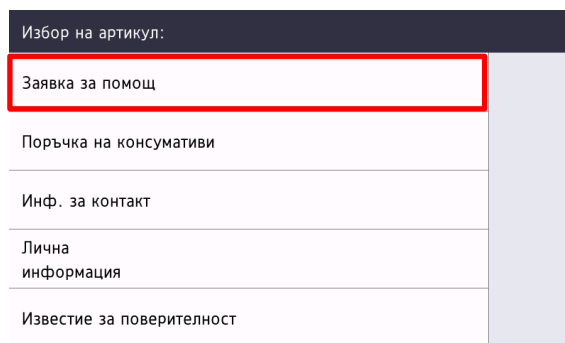 Избор на артикул:
Заявка за помощ
Поръчка на консумативи
Инф. за контакт
Лична
информация
Известие за поверителност